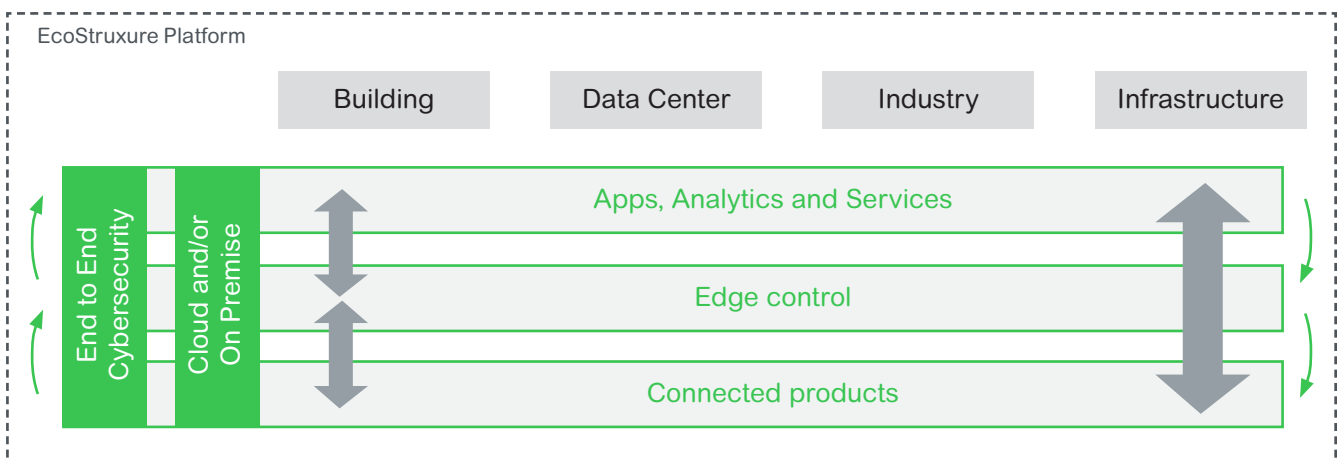 EcoStruxure Platform
Building
Data Center
Industry
Infrastructure
End to End
Cybersecurity
Cloud and/or
On Premise
Apps, Analytics and Services
Edge control
Connected products